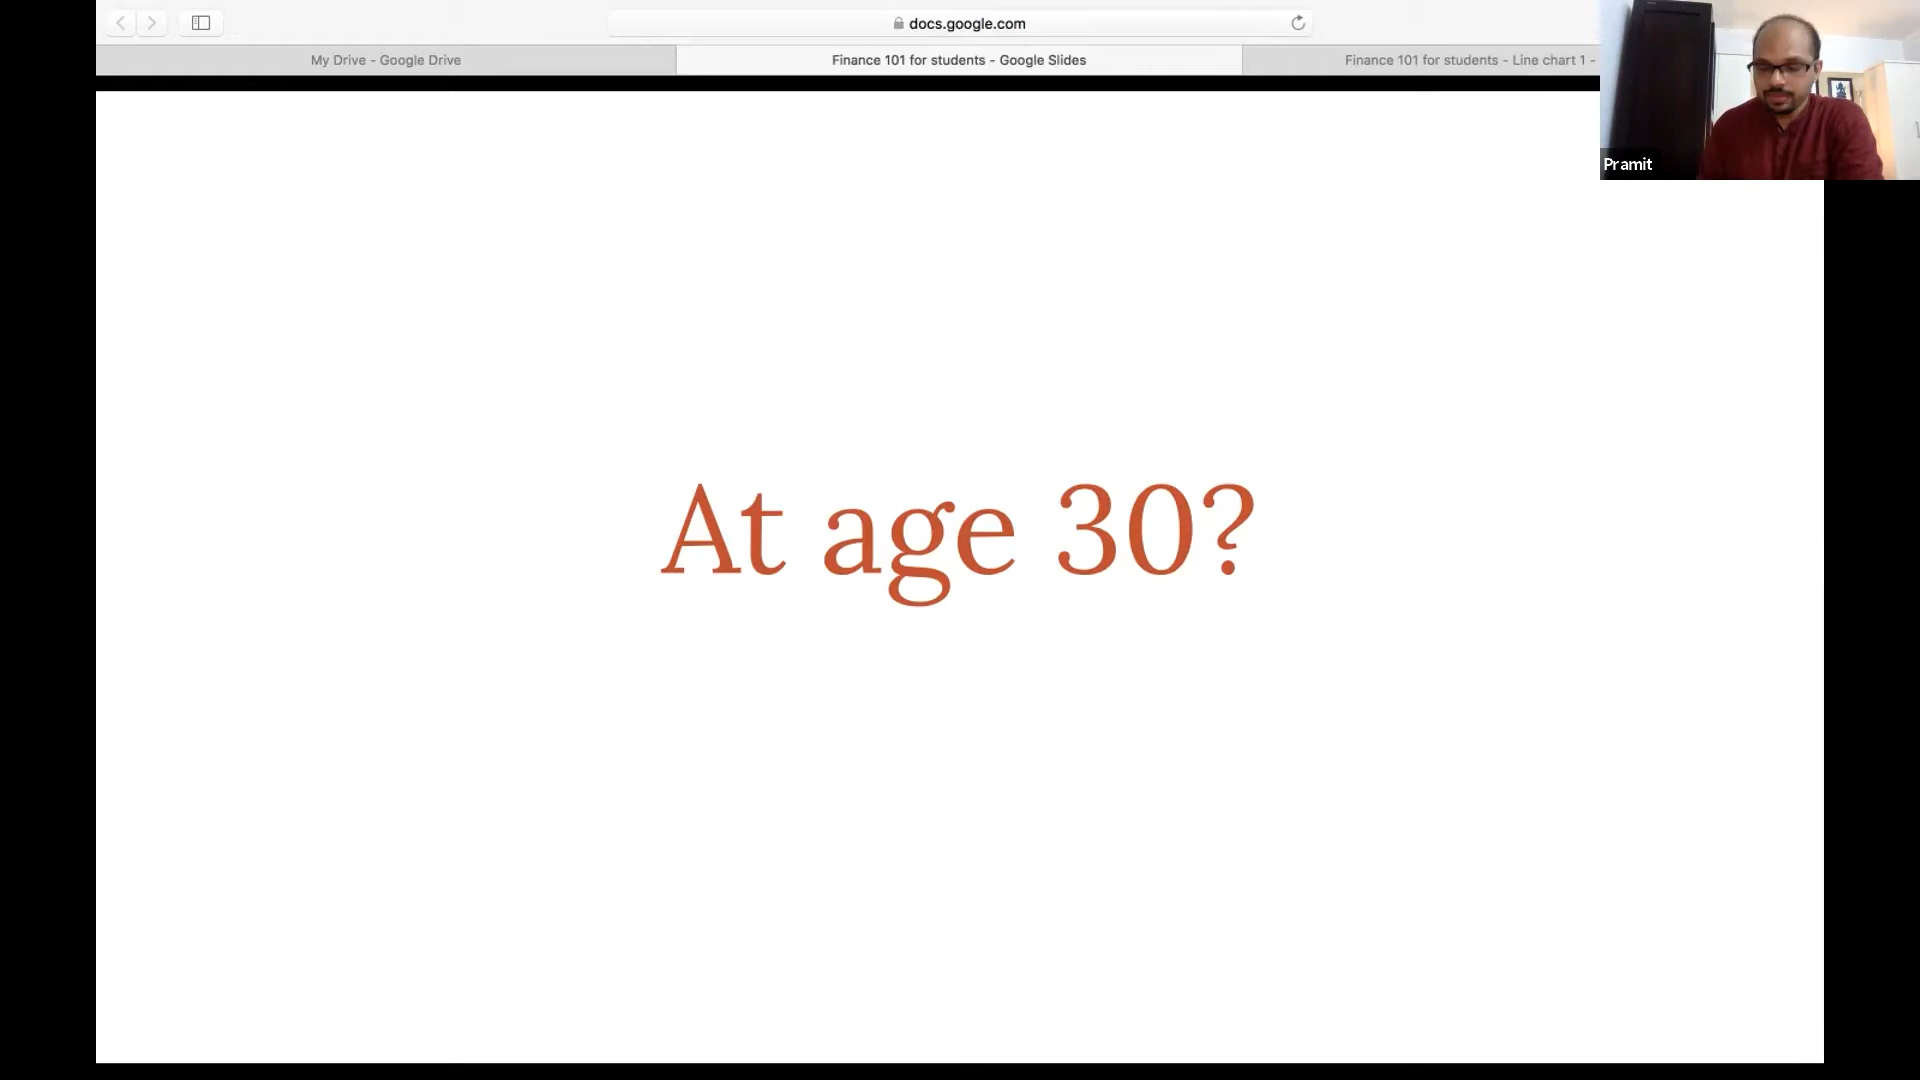 docs.google.com
My Drive - Google Drive
Finance 101 for students - Google Slides
Finance 101 for students - Line chart 1 -
Pramit
At age 30?